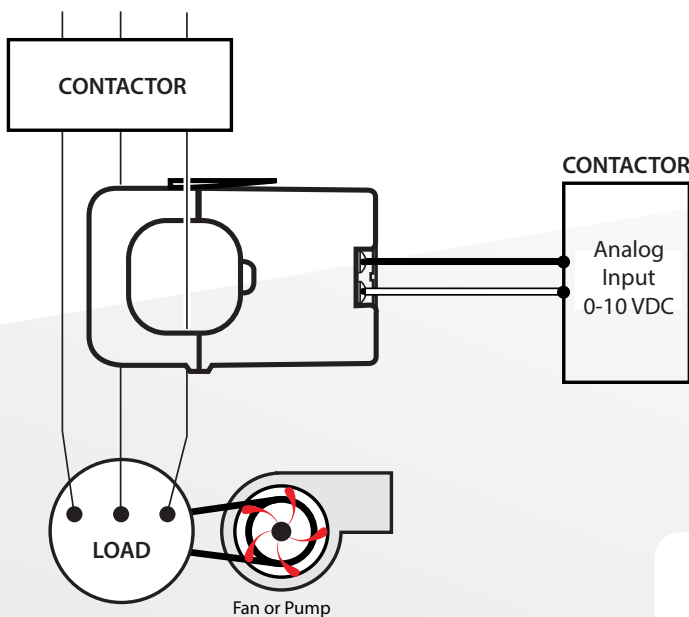 CONTACTOR
CONTACTOR
Analog
Input
0-10 VDC
LOAD
Fan or Pump